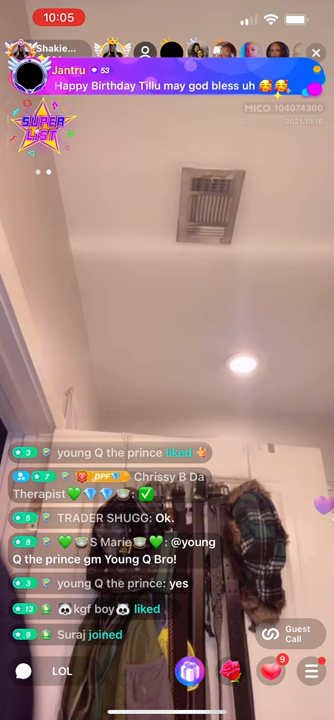 10:05
Shakie...
Jantru 53
Happy Birthday Tillu may god bless uh 🥰🥰
SUPER
LIST
MICO 104074300
2021.10.16
3 young Q the prince liked
7 DPF💎 Chrissy B Da
Therapist💚💎💎🍵: ✅
5 TRADER SHUGG: Ok.
8 💚🍵S Marie🍵💚: @young
Q the prince gm Young Q Bro!
3 young Q the prince: yes
13 🐼kgf boy🐼 liked
9 Suraj joined
Guest
Call
LOL
9